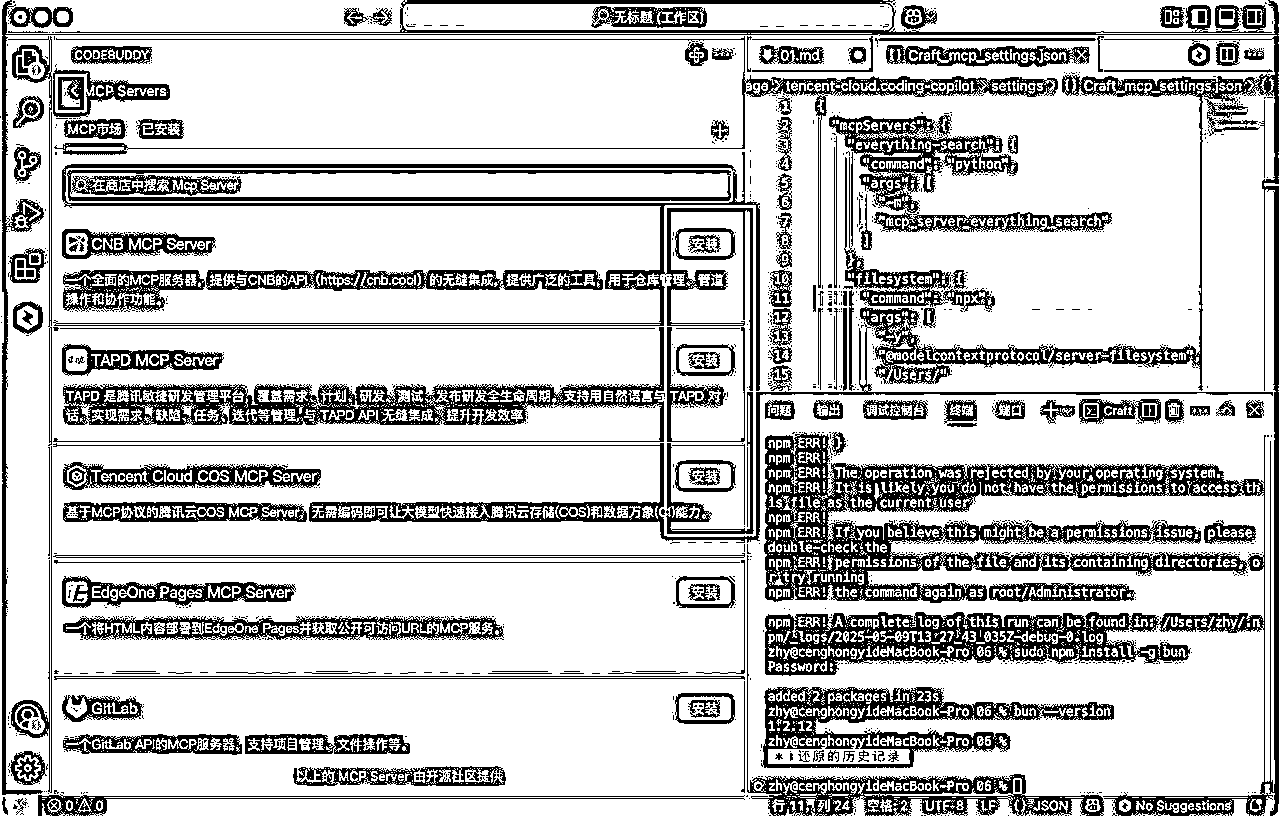 无标题 (工作区)
CODEBUDDY
MCP Servers
MCP市场 已安装
在商店中搜索 Mcp Server
CNB MCP Server
安装
一个全面的MCP服务器，提供与CNB的API（https://cnb.cool）的无缝集成，提供广泛的工具，用于仓库管理、管道
操作和协作功能。
TAPD MCP Server
安装
TAPD 是腾讯敏捷研发管理平台，覆盖需求、计划、研发、测试、发布研发全生命周期。支持用自然语言与 TAPD 对
话，实现需求、缺陷、任务、迭代等管理，与 TAPD API 无缝集成，提升开发效率
Tencent Cloud COS MCP Server
安装
基于MCP协议的腾讯云COS MCP Server，无需编码即可让大模型快速接入腾讯云存储(COS)和数据万象(CI)能力。
EdgeOne Pages MCP Server
安装
一个将HTML内容部署到EdgeOne Pages并获取公开可访问URL的MCP服务。
GitLab
安装
一个GitLab API的MCP服务器，支持项目管理、文件操作等。
以上的 MCP Server 由开源社区提供
01.md
{} Craft_mcp_settings.json
age > tencent-cloud.coding-copilot > settings > {} Craft_mcp_settings.json > {}
1 {
2 "mcpServers": {
3 "everything-search": {
4 "command": "python",
5 "args": [
6 "-m",
7 "mcp_server_everything_search"
8 ]
9 },
10 "filesystem": {
11 "command": "npx",
12 "args": [
13 "-y",
14 "@modelcontextprotocol/server-filesystem",
15 "/Users/"
问题 输出 调试控制台 终端 端口 Craft
npm ERR! }
npm ERR!
npm ERR! The operation was rejected by your operating system.
npm ERR! It is likely you do not have the permissions to access th
is file as the current user
npm ERR!
npm ERR! If you believe this might be a permissions issue, please
double-check the
npm ERR! permissions of the file and its containing directories, o
r try running
npm ERR! the command again as root/Administrator.
npm ERR! A complete log of this run can be found in: /Users/zhy/.n
pm/_logs/2025-05-09T13_27_43_035Z-debug-0.log
zhy@cenghongyideMacBook-Pro 06 % sudo npm install -g bun
Password:
added 2 packages in 23s
zhy@cenghongyideMacBook-Pro 06 % bun --version
1.2.12
zhy@cenghongyideMacBook-Pro 06 %
* 还原的历史记录
zhy@cenghongyideMacBook-Pro 06 %
0 0
行 11, 列 24 空格: 2 UTF-8 LF {} JSON No Suggestions